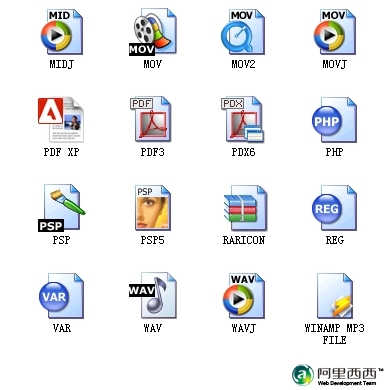 MID
MOV
MOV
MOV
MIDJ
MOV
MOV2
MOVJ
PDF
PDX
PHP
PDF XP
PDF3
PDX6
PHP
PSP
PSP
REG
PSP
PSP5
RARICON
REG
VAR
WAV
WAV
VAR
WAV
WAVJ
WINAMP MP3
FILE
a 阿里西西™
Web Development Team